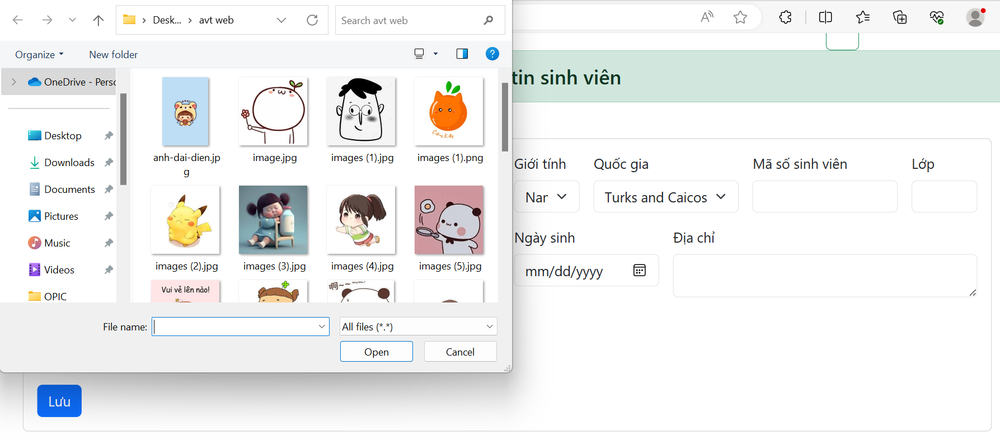 Desk...
avt web
Search avt web
Organize
New folder
?
OneDrive - Perso
Desktop
Downloads
Documents
Pictures
Music
Videos
OPIC
anh-dai-dien.jp
g
image.jpg
images (1).jpg
images (1).png
Citrus Kitty
images (2).jpg
images (3).jpg
images (4).jpg
images (5).jpg
Vui vẻ lên nào!
啊~~
File name:
All files (*.*)
Open
Cancel
tin sinh viên
Giới tính
Quốc gia
Mã số sinh viên
Lớp
Nar
Turks and Caicos
Ngày sinh
Địa chỉ
mm/dd/yyyy
Lưu